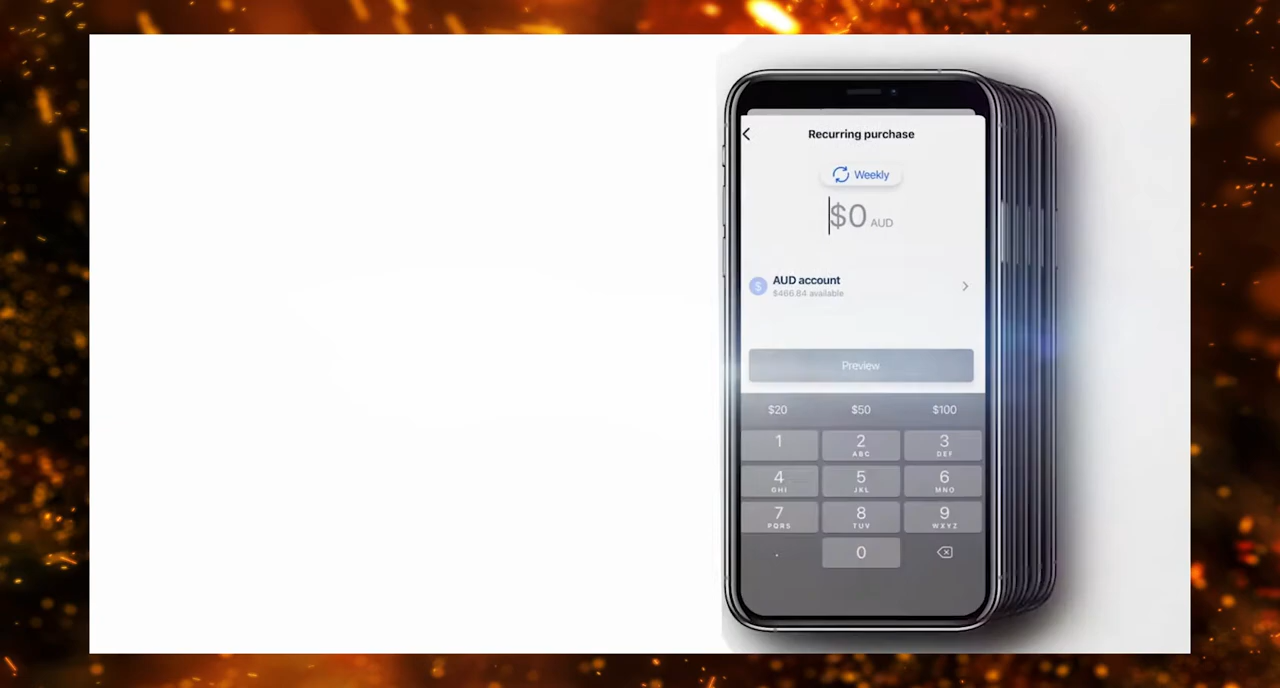 Recurring purchase
Weekly
$0 AUD
AUD account
$466.84 available
Preview
$20 $50 $100
1 2 3
ABC DEF
4 5 6
GHI JKL MNO
7 8 9
PQRS TUV WXYZ
. 0